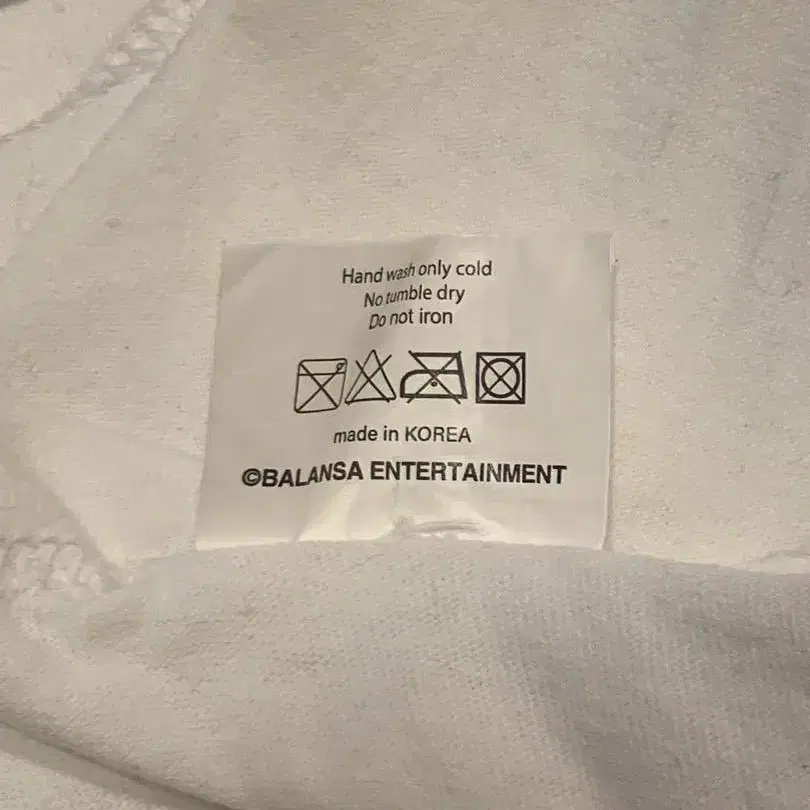 Hand wash only cold
No tumble dry
Do not iron
made in KOREA
©BALANSA ENTERTAINMENT